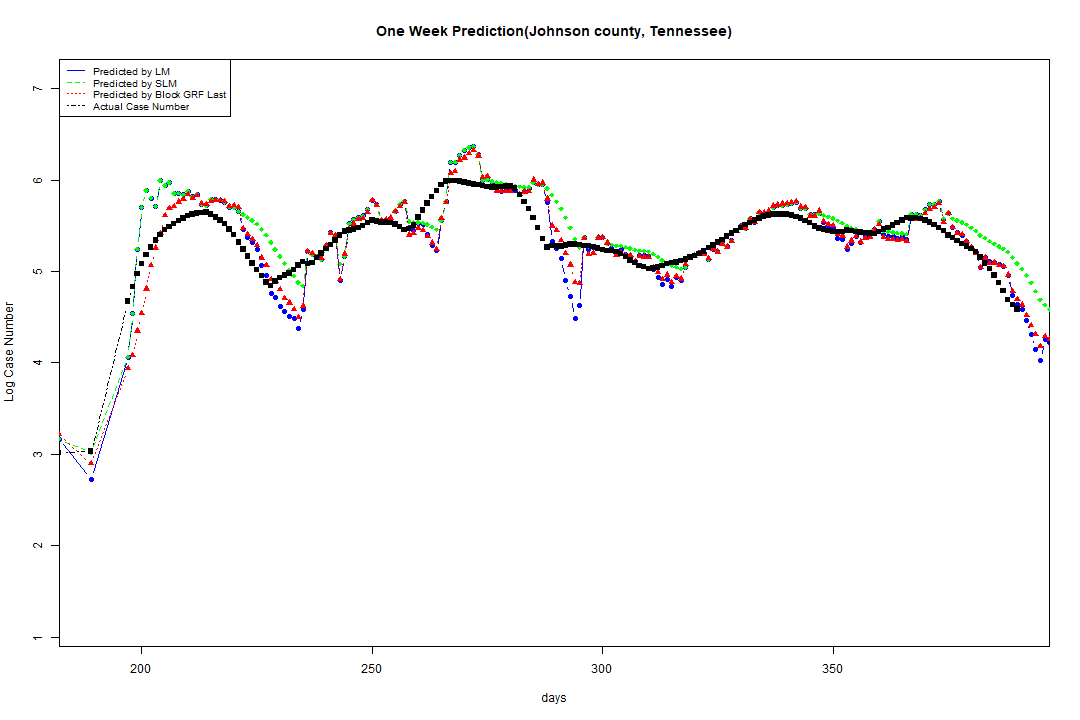 One Week Prediction(Johnson county, Tennessee)
Predicted by LM
Predicted by SLM
Predicted by Block GRF Last
Actual Case Number
7
6
5
4
3
2
1
Log Case Number
200 250 300 350
days